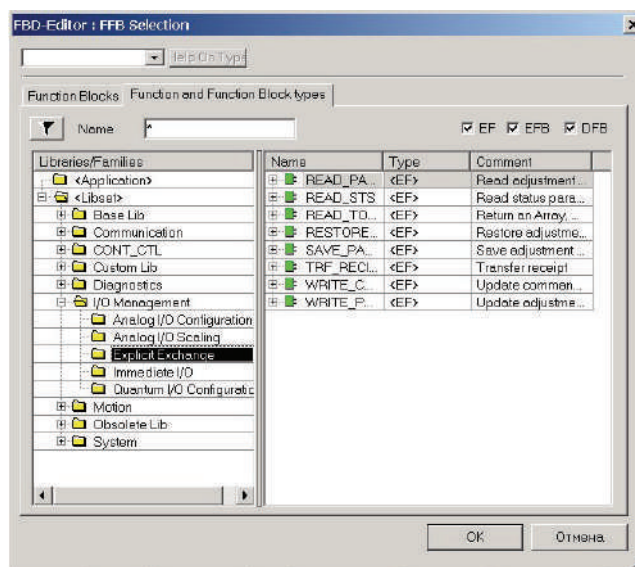 FBD-Editor : FFB Selection
Help On Type
Function Blocks Function and Function Block types
Name * EF EFB DFB
Libraries/Families Name Type Comment
<Application> READ_PA... <EF> Read adjustment...
<Libset> READ_STS <EF> Read status para...
Base Lib READ_TO... <EF> Return an Array, ...
Communication RESTORE... <EF> Restore adjustme...
CONT_CTL SAVE_PA... <EF> Save adjustment ...
Custom Lib TRF_RECI... <EF> Transfer receipt
Diagnostics WRITE_C... <EF> Update comman...
I/O Management WRITE_P... <EF> Update adjustme...
Analog I/O Configuration
Analog I/O Scaling
Explicit Exchange
Immediate I/O
Quantum I/O Configuratic
Motion
Obsolete Lib
System
OK Отмена